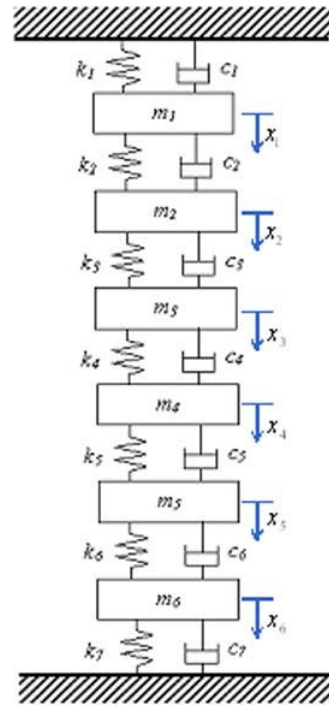 k₁ c₁
m₁ x₁
k₂ c₂
m₂ x₂
k₃ c₃
m₃ x₃
k₄ c₄
m₄ x₄
k₅ c₅
m₅ x₅
k₆ c₆
m₆ x₆
k₇ c₇